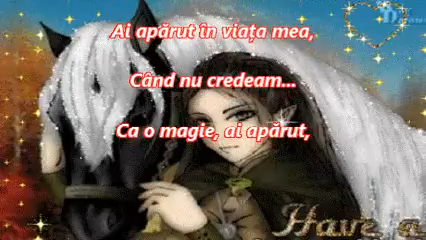 Ai apărut în viața mea,
Când nu credeam...
Ca o magie, ai apărut,
Have a